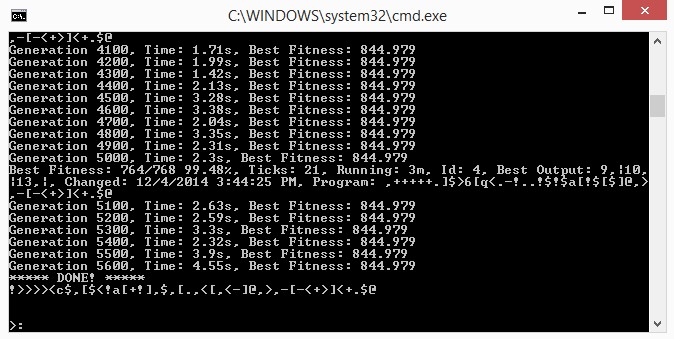 C:\WINDOWS\system32\cmd.exe
,-[-<+>]<+.$@
Generation 4100, Time: 1.71s, Best Fitness: 844.979
Generation 4200, Time: 1.99s, Best Fitness: 844.979
Generation 4300, Time: 1.42s, Best Fitness: 844.979
Generation 4400, Time: 2.13s, Best Fitness: 844.979
Generation 4500, Time: 3.28s, Best Fitness: 844.979
Generation 4600, Time: 3.38s, Best Fitness: 844.979
Generation 4700, Time: 2.04s, Best Fitness: 844.979
Generation 4800, Time: 3.35s, Best Fitness: 844.979
Generation 4900, Time: 2.31s, Best Fitness: 844.979
Generation 5000, Time: 2.3s, Best Fitness: 844.979
Best Fitness: 764/768 99.48%, Ticks: 21, Running: 3m, Id: 4, Best Output: 9,¦10,
¦13,¦, Changed: 12/4/2014 3:44:25 PM, Program: ,+++++.]$>6[q<.-!..!$!$a[!$[$]@,>
,-[-<+>]<+.$@
Generation 5100, Time: 2.63s, Best Fitness: 844.979
Generation 5200, Time: 2.59s, Best Fitness: 844.979
Generation 5300, Time: 3.3s, Best Fitness: 844.979
Generation 5400, Time: 2.32s, Best Fitness: 844.979
Generation 5500, Time: 3.9s, Best Fitness: 844.979
Generation 5600, Time: 4.55s, Best Fitness: 844.979
***** DONE! *****
!>>>><c$,[$<!a[+!],$,[.,<[,<-]@,>,-[-<+>]<+.$@
>: